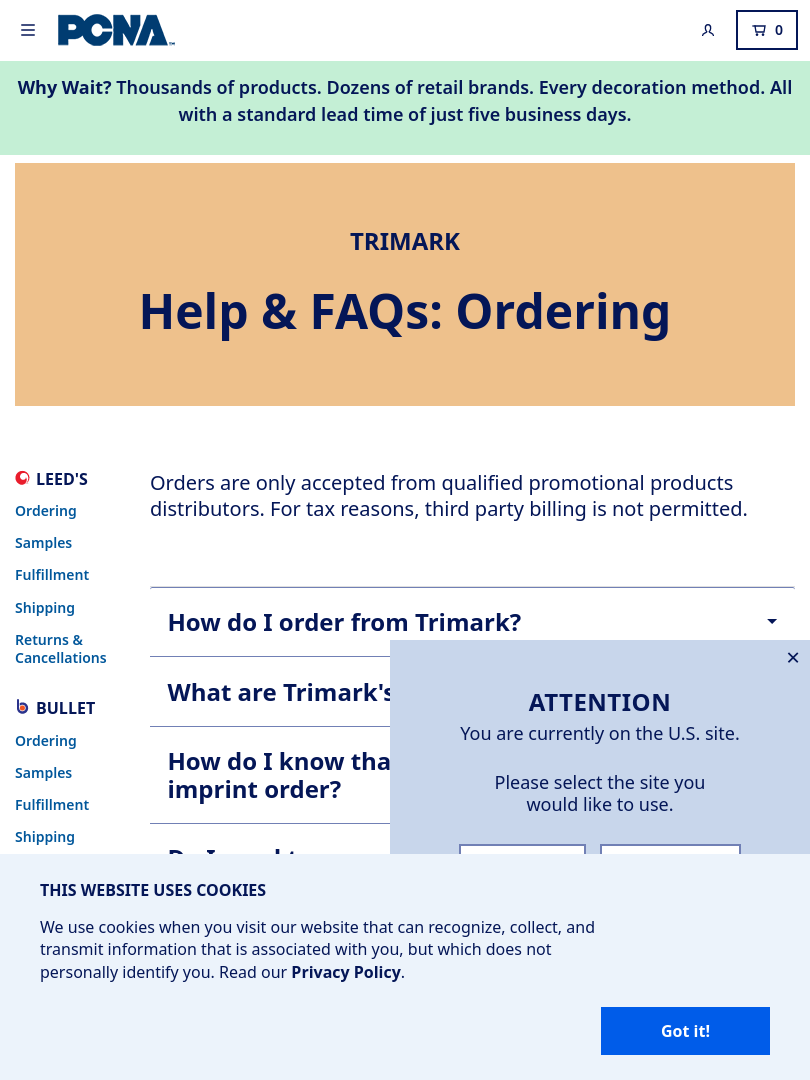 PCNA
0
Why Wait? Thousands of products. Dozens of retail brands. Every decoration method. All
with a standard lead time of just five business days.
TRIMARK
Help & FAQs: Ordering
LEED'S
Ordering
Samples
Fulfillment
Shipping
Returns &
Cancellations
BULLET
Ordering
Samples
Fulfillment
Shipping
Orders are only accepted from qualified promotional products
distributors. For tax reasons, third party billing is not permitted.
How do I order from Trimark?
What are Trimark's
How do I know tha
imprint order?
ATTENTION
You are currently on the U.S. site.
Please select the site you
would like to use.
THIS WEBSITE USES COOKIES
We use cookies when you visit our website that can recognize, collect, and
transmit information that is associated with you, but which does not
personally identify you. Read our Privacy Policy.
Got it!